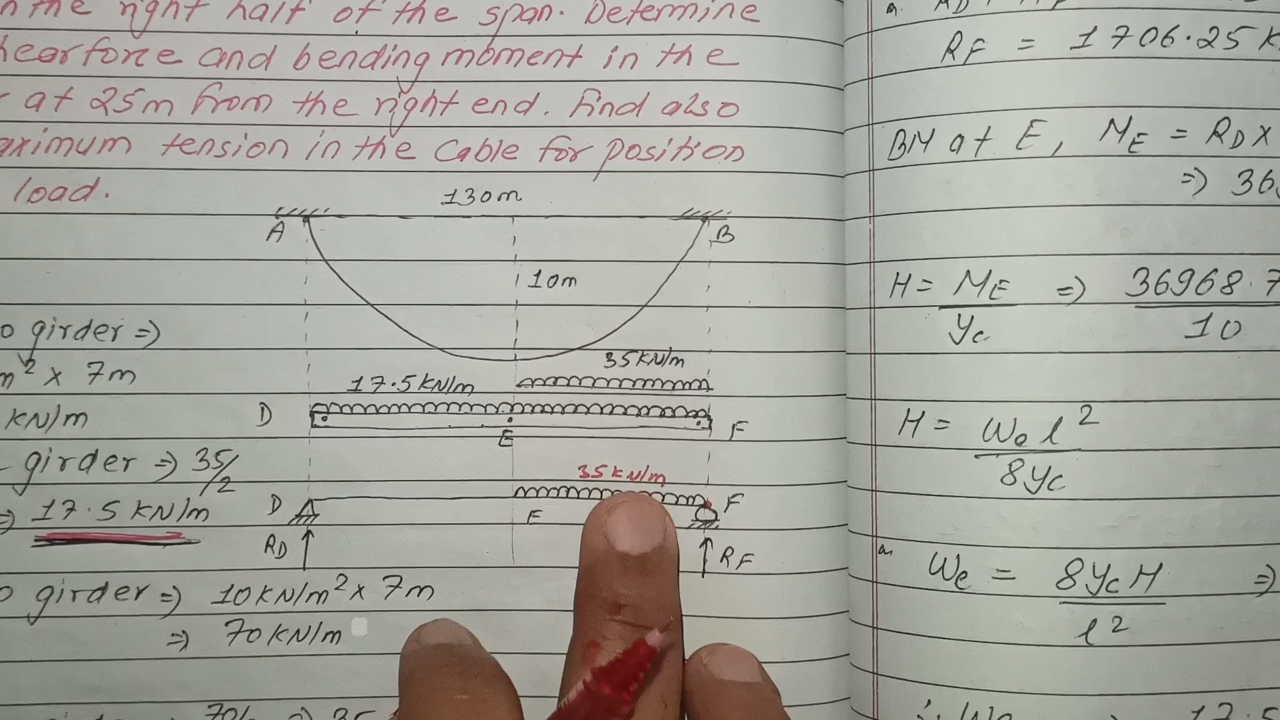 n the right half of the span. Determine
hearforce and bending moment in the
at 25m from the right end. Find also
aximum tension in the Cable for position
load.
130m
A
B
10m
o girder =>
m² x 7m
KN/m
35KN/m
17.5KN/m
D
F
E
girder => 35/2
=> 17.5 KN/m
35KN/m
D
F
E
RD
RF
o girder => 10KN/m² x 7m
=> 70KN/m
RF = 1706.25K
BM at E, ME = RD x
=> 36
H = ME/yc => 36968.7/10
H = We l²/8yc
We = 8ycH/l² =>